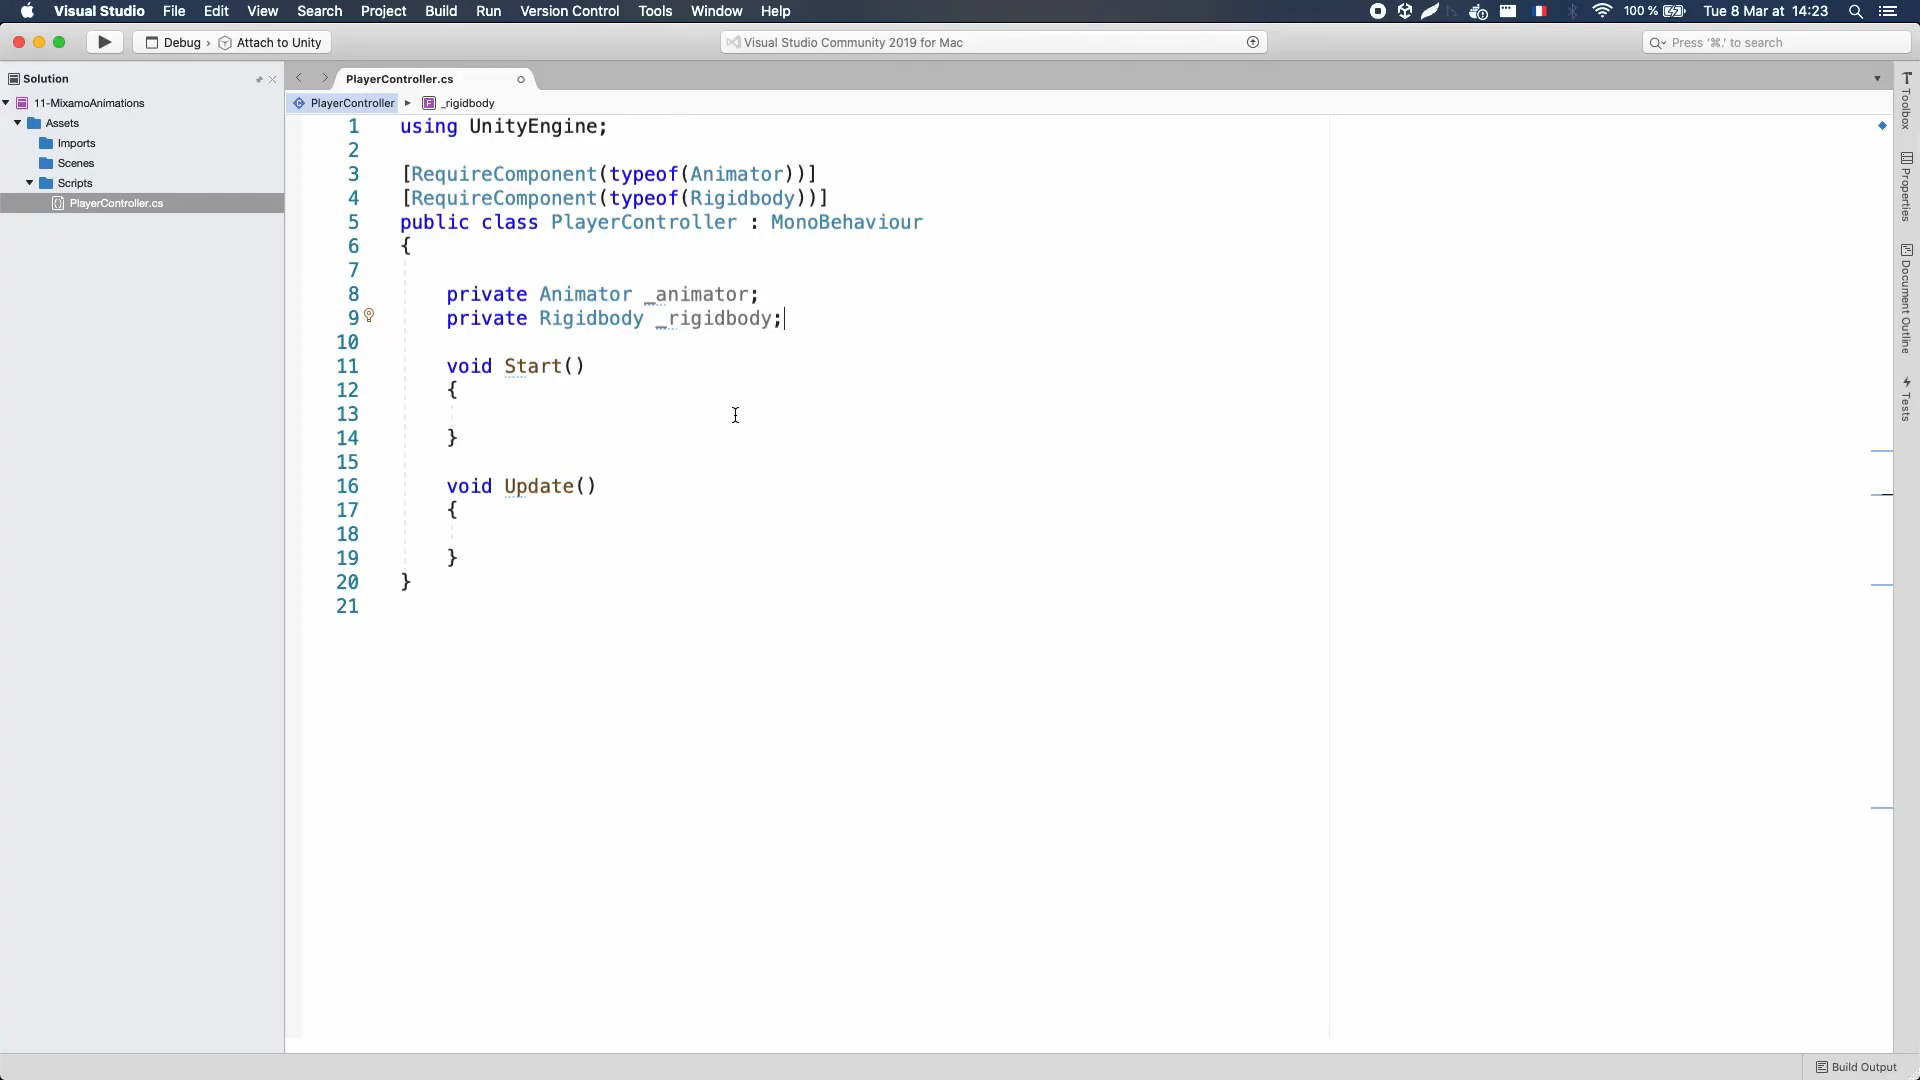 Visual Studio File Edit View Search Project Build Run Version Control Tools Window Help 100 % Tue 8 Mar at 14:23
Debug › Attach to Unity Visual Studio Community 2019 for Mac Press '⌘.' to search
Solution
11-MixamoAnimations
Assets
Imports
Scenes
Scripts
PlayerController.cs
PlayerController.cs
PlayerController _rigidbody
1 using UnityEngine;
2
3 [RequireComponent(typeof(Animator))]
4 [RequireComponent(typeof(Rigidbody))]
5 public class PlayerController : MonoBehaviour
6 {
7
8 private Animator _animator;
9 private Rigidbody _rigidbody;
10
11 void Start()
12 {
13
14 }
15
16 void Update()
17 {
18
19 }
20 }
21
Toolbox
Properties
Document Outline
Tests
Build Output